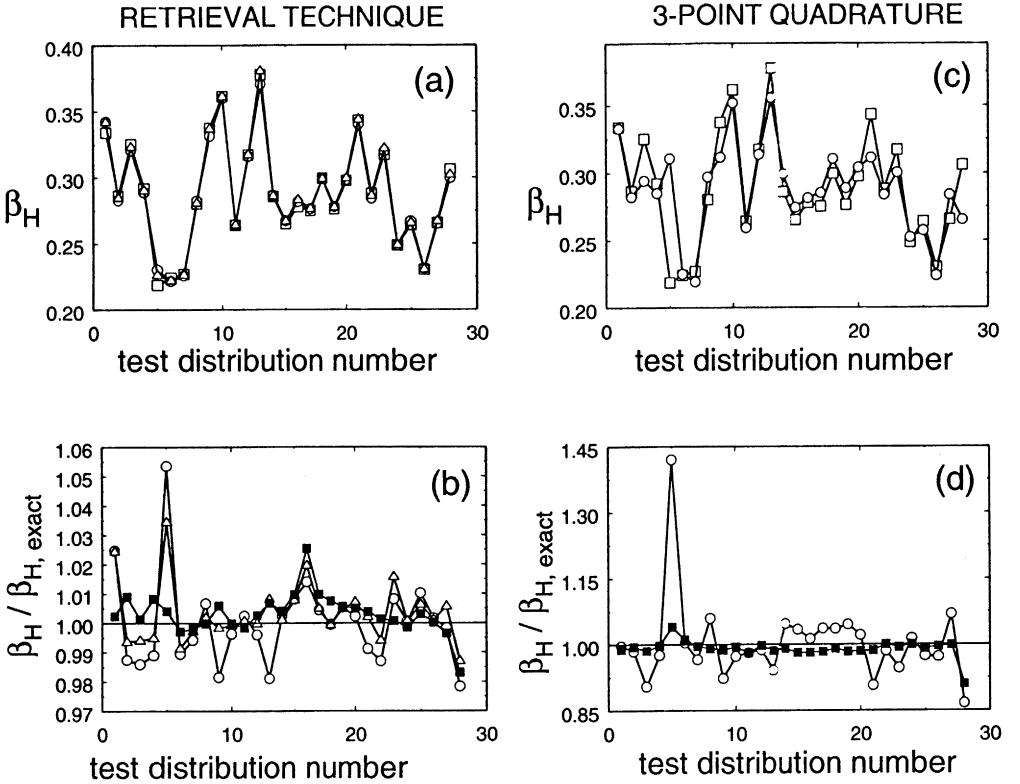 RETRIEVAL TECHNIQUE
3-POINT QUADRATURE
0.40
0.35
0.30
0.25
0.20
β_H
(a)
0
10
20
30
test distribution number
0.35
0.30
0.25
0.20
β_H
(c)
0
10
20
30
test distribution number
1.06
1.05
1.04
1.03
1.02
1.01
1.00
0.99
0.98
0.97
β_H / β_H, exact
(b)
0
10
20
30
test distribution number
1.45
1.30
1.15
1.00
0.85
β_H / β_H, exact
(d)
0
10
20
30
test distribution number